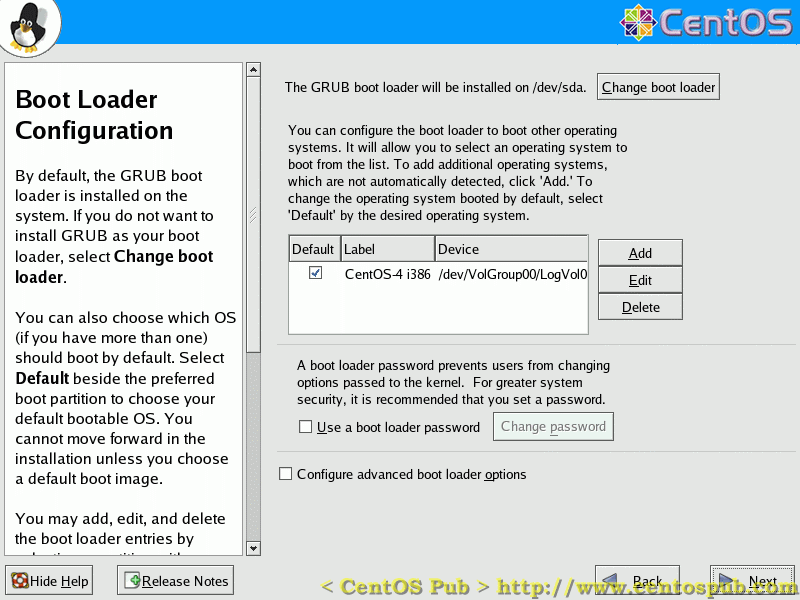 CentOS
Boot Loader
Configuration
By default, the GRUB boot
loader is installed on the
system. If you do not want to
install GRUB as your boot
loader, select Change boot
loader.
You can also choose which OS
(if you have more than one)
should boot by default. Select
Default beside the preferred
boot partition to choose your
default bootable OS. You
cannot move forward in the
installation unless you choose
a default boot image.
You may add, edit, and delete
the boot loader entries by
The GRUB boot loader will be installed on /dev/sda.
Change boot loader
You can configure the boot loader to boot other operating
systems. It will allow you to select an operating system to
boot from the list. To add additional operating systems,
which are not automatically detected, click 'Add.' To
change the operating system booted by default, select
'Default' by the desired operating system.
Default Label Device
CentOS-4 i386 /dev/VolGroup00/LogVol0
Add
Edit
Delete
A boot loader password prevents users from changing
options passed to the kernel. For greater system
security, it is recommended that you set a password.
Use a boot loader password
Change password
Configure advanced boot loader options
Hide Help
Release Notes
Back
Next
< CentOS Pub > http://www.centospub.com